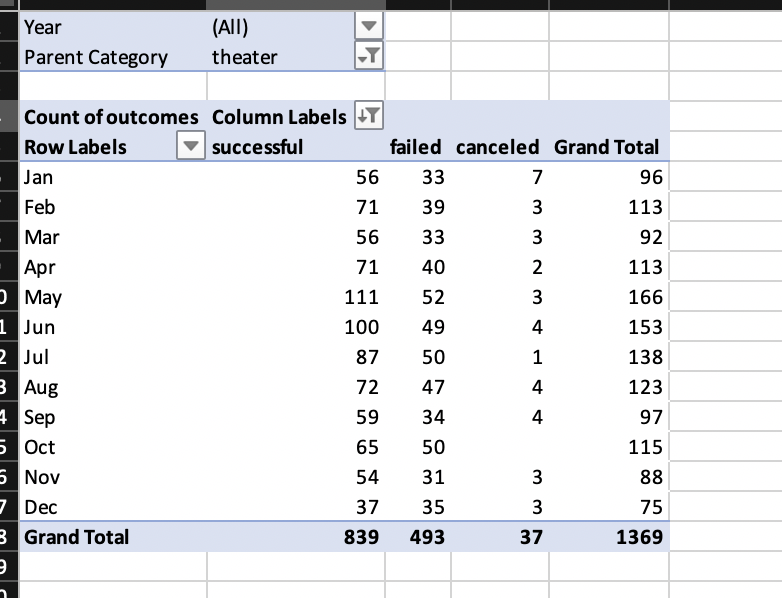 Year (All)
Parent Category theater
Count of outcomes Column Labels
Row Labels successful failed canceled Grand Total
Jan 56 33 7 96
Feb 71 39 3 113
Mar 56 33 3 92
Apr 71 40 2 113
May 111 52 3 166
Jun 100 49 4 153
Jul 87 50 1 138
Aug 72 47 4 123
Sep 59 34 4 97
Oct 65 50 115
Nov 54 31 3 88
Dec 37 35 3 75
Grand Total 839 493 37 1369